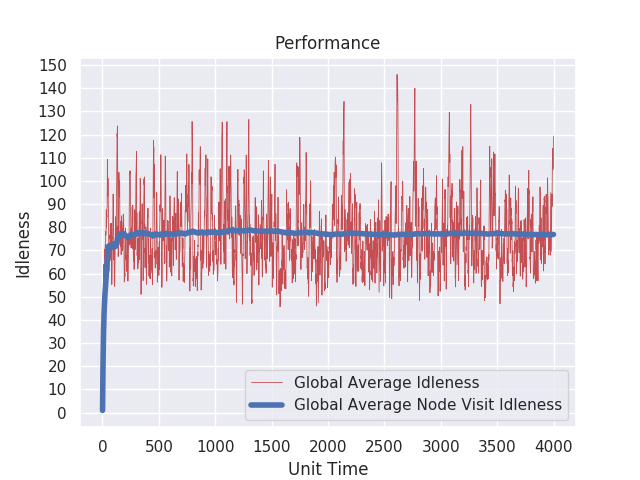 Performance
150
140
130
120
110
100
90
80
70
60
50
40
30
20
10
0
Idleness
Global Average Idleness
Global Average Node Visit Idleness
0 500 1000 1500 2000 2500 3000 3500 4000
Unit Time